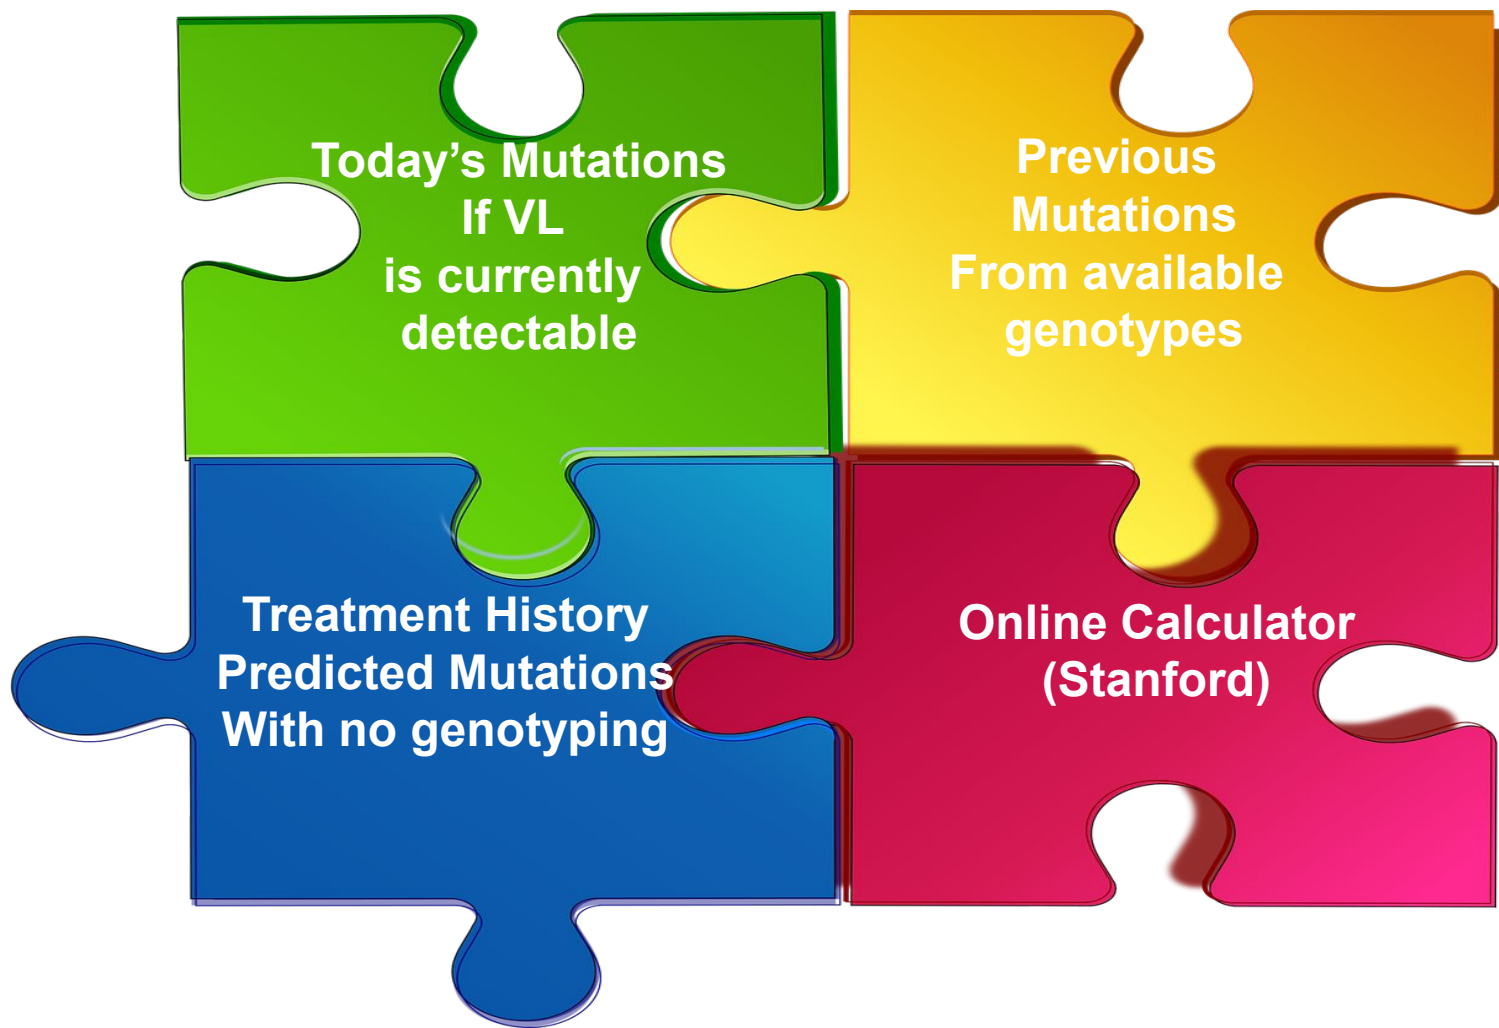 Today’s Mutations
If VL
is currently
detectable
Previous
Mutations
From available
genotypes
Treatment History
Predicted Mutations
With no genotyping
Online Calculator
(Stanford)